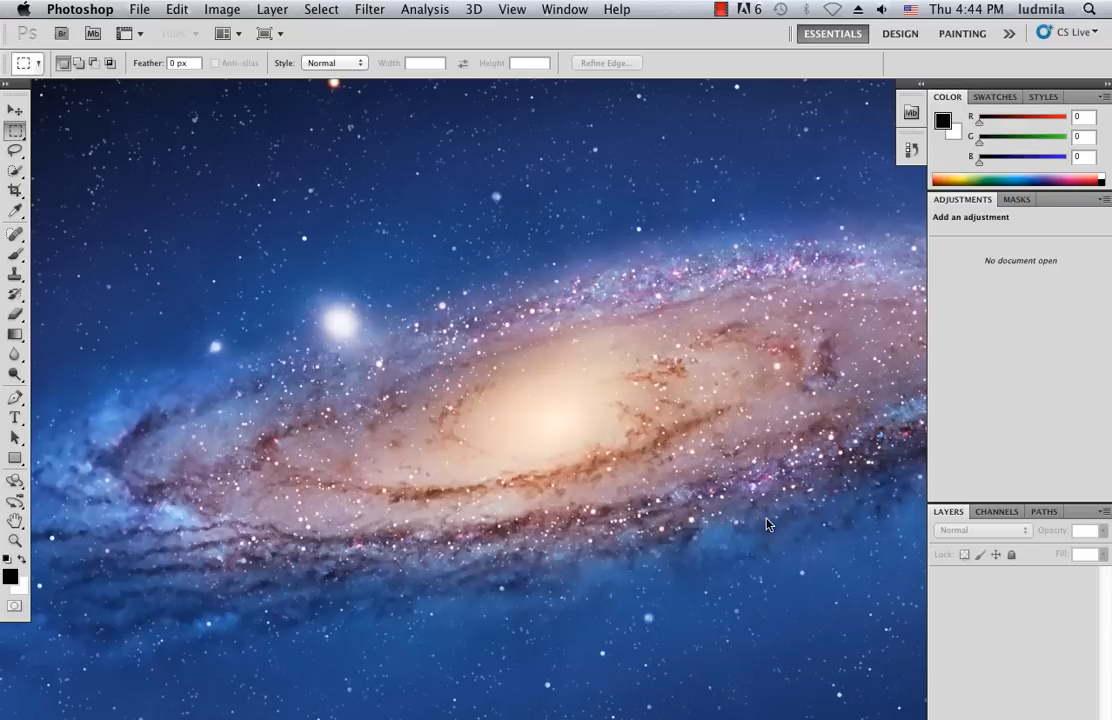 Photoshop File Edit Image Layer Select Filter Analysis 3D View Window Help 6 Thu 4:44 PM ludmila
Ps Br Mb 100% ESSENTIALS DESIGN PAINTING CS Live
Feather: 0 px Anti-alias Style: Normal Width Height Refine Edge...
Mb
COLOR SWATCHES STYLES
R 0
G 0
B 0
ADJUSTMENTS MASKS
Add an adjustment
No document open
T
LAYERS CHANNELS PATHS
Normal Opacity:
Lock: Fill: